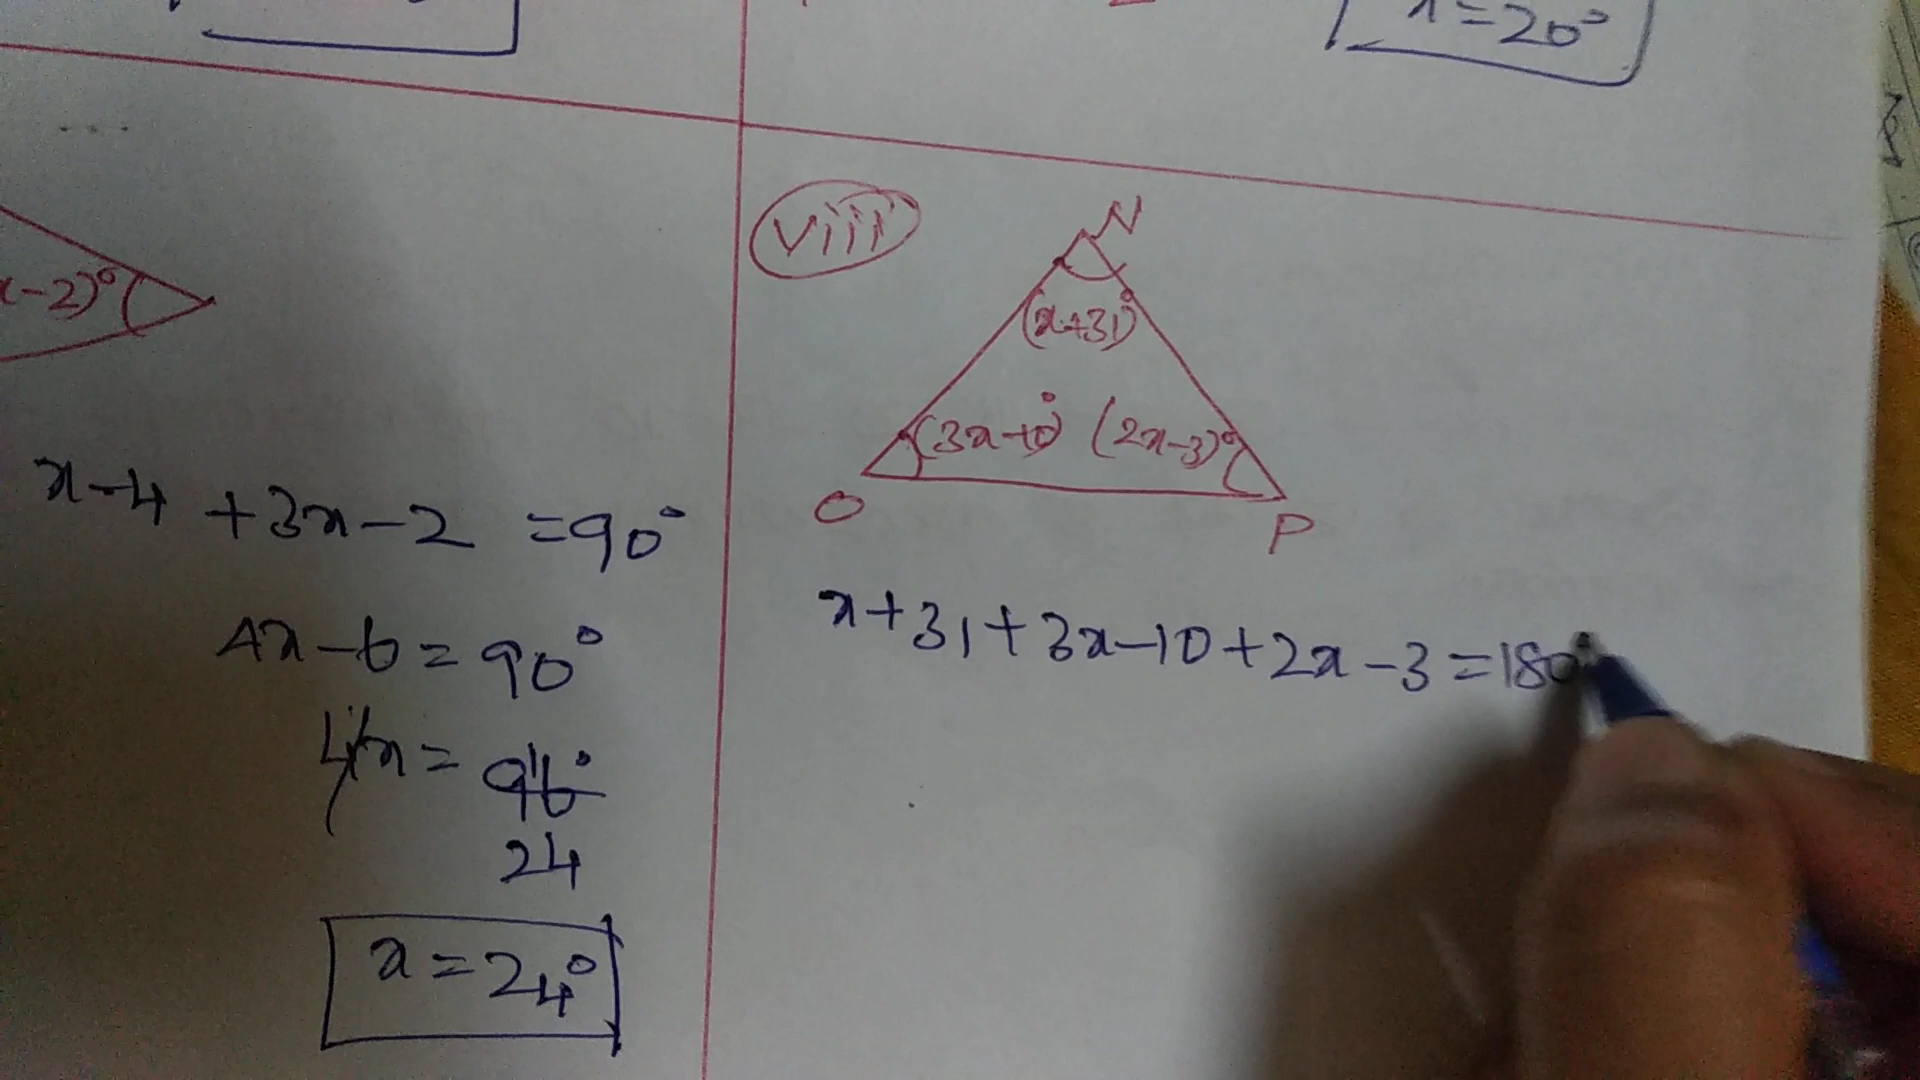 x=20°
x-2)°
x-4 +3x-2 =90°
4x-6=90°
4x= 96°
24
x=24°
viii
N
(x+31)°
(3x-10)° (2x-3)°
O
P
x+31+3x-10+2x-3=180°